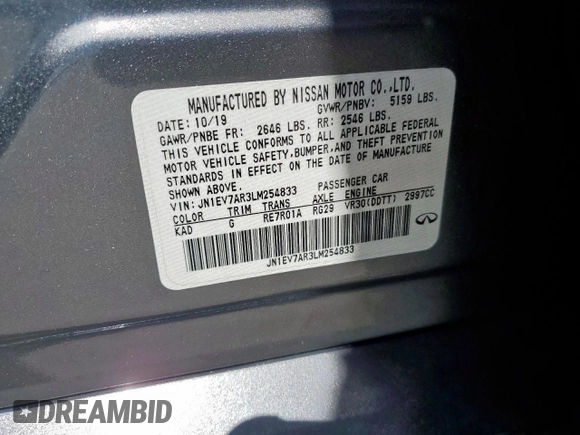 MANUFACTURED BY NISSAN MOTOR CO.,LTD.
DATE: 10/19 GVWR/PNBV: 5159 LBS.
GAWR/PNBE FR: 2646 LBS. RR: 2546 LBS.
THIS VEHICLE CONFORMS TO ALL APPLICABLE FEDERAL
MOTOR VEHICLE SAFETY,BUMPER,AND THEFT PREVENTION
STANDARDS IN EFFECT ON THE DATE OF MANUFACTURE
SHOWN ABOVE.
VIN: JN1EV7AR3LM254833 PASSENGER CAR
COLOR TRIM TRANS AXLE ENGINE
KAD G RE7R01A RG29 VR30(DDTT) 2997CC
JN1EV7AR3LM254833
DREAMBID